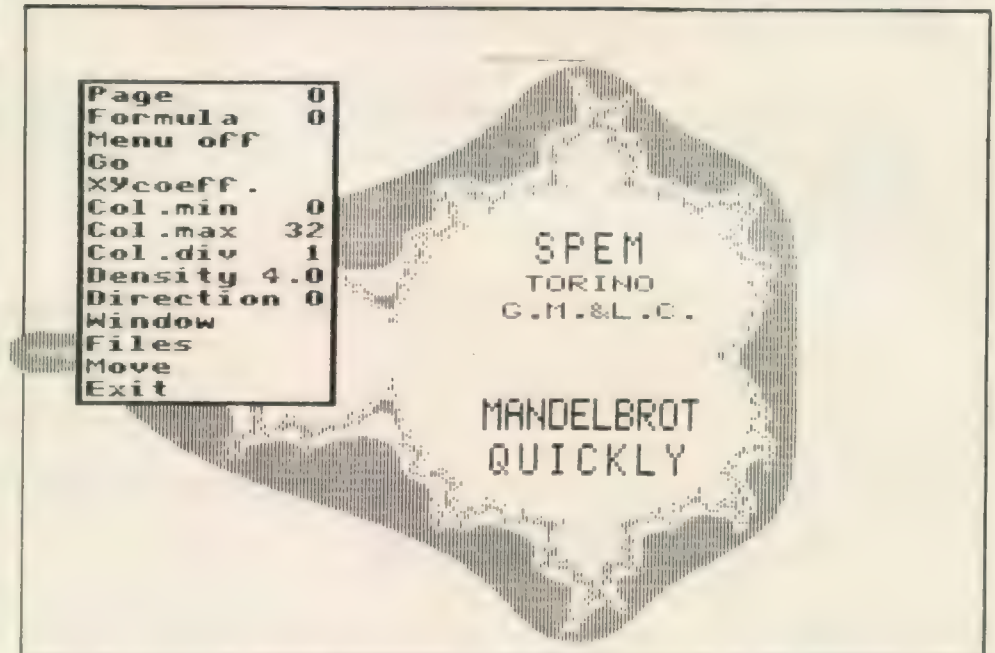 Page 0
Formula 0
Menu off
Go
XYcoeff.
Col.min 0
Col.max 32
Col.div 1
Density 4.0
Direction 0
Window
Files
Move
Exit
SPEM
TORINO
G.M.&L.C.
MANDELBROT
QUICKLY